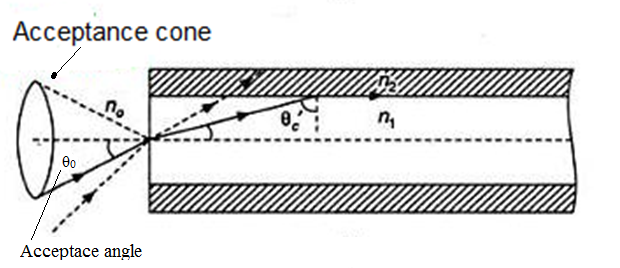 Acceptance cone
n₀
n₂
θc'
n₁
θ₀
Acceptace angle